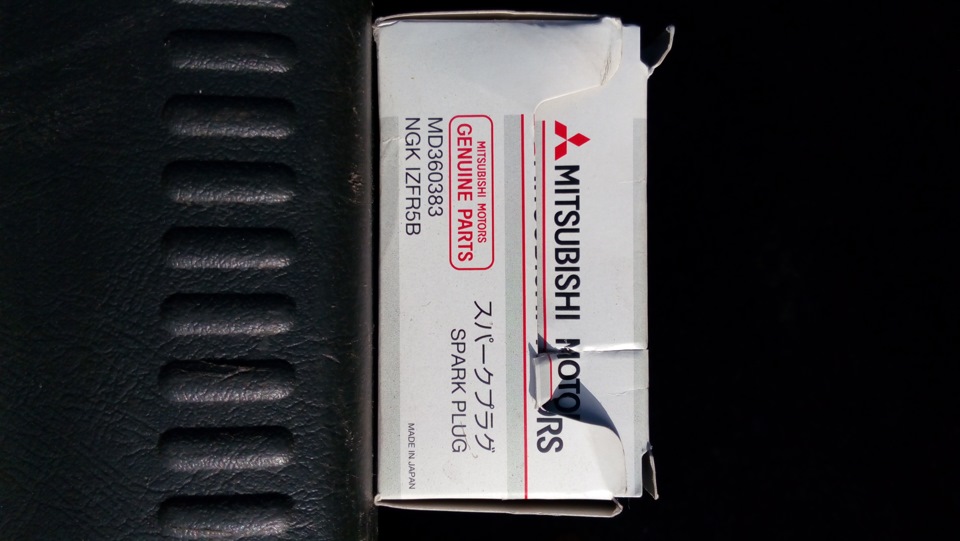 MITSUBISHI MOTORS
MITSUBISHI MOTORS
GENUINE PARTS
MD360383
NGK IZFR5B
スパークプラグ
SPARK PLUG
MADE IN JAPAN